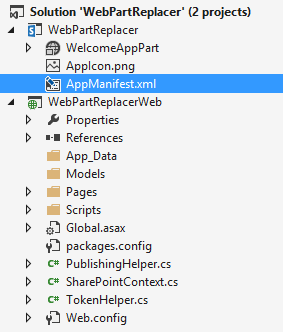 Solution 'WebPartReplacer' (2 projects)
WebPartReplacer
WelcomeAppPart
AppIcon.png
AppManifest.xml
WebPartReplacerWeb
Properties
References
App_Data
Models
Pages
Scripts
Global.asax
packages.config
PublishingHelper.cs
SharePointContext.cs
TokenHelper.cs
Web.config